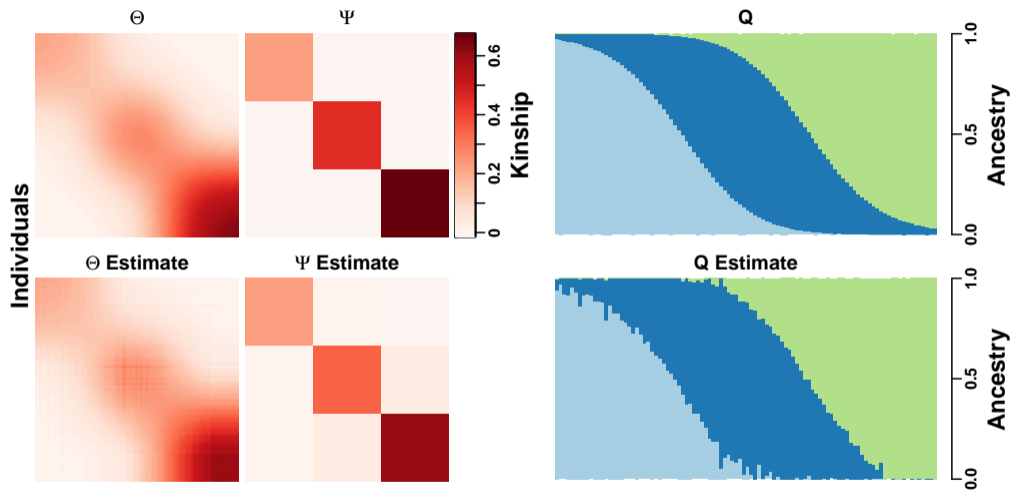 Θ
Ψ
Q
0.6
0.4
0.2
0
Kinship
1.0
0.5
0.0
Ancestry
Individuals
Θ Estimate
Ψ Estimate
Q Estimate
1.0
0.5
0.0
Ancestry